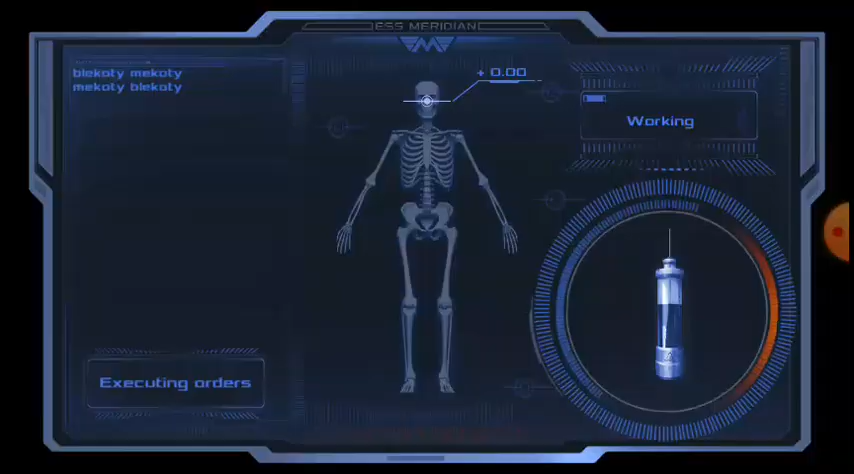 ESS MERIDIAN
blekoty mekoty
mekoty blekoty
+ 0.00
Working
Executing orders